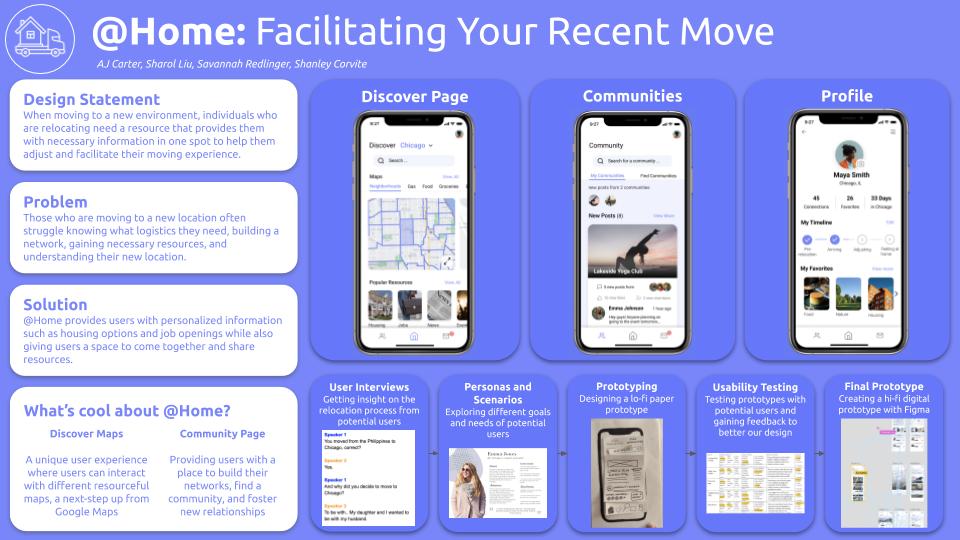 @Home: Facilitating Your Recent Move
AJ Carter, Sharol Liu, Savannah Redlinger, Shanley Corvite
Design Statement
When moving to a new environment, individuals who
are relocating need a resource that provides them
with necessary information in one spot to help them
adjust and facilitate their moving experience.
Problem
Those who are moving to a new location often
struggle knowing what logistics they need, building a
network, gaining necessary resources, and
understanding their new location.
Solution
@Home provides users with personalized information
such as housing options and job openings while also
giving users a space to come together and share
resources.
What's cool about @Home?
Discover Maps
A unique user experience
where users can interact
with different resourceful
maps, a next-step up from
Google Maps
Community Page
Providing users with a
place to build their
networks, find a
community, and foster
new relationships
Discover Page
9:27
Discover Chicago
Search ...
Maps
View All
Neighborhoods Gas Food Groceries
Popular Resources
View All
Housing Jobs News
Communities
9:27
Community
Search for a community ...
My Communities Find Communities
new posts from 2 communities
New Posts (8)
View More
Lakeside Yoga Club
5 new posts from
Emma Johnson
1 hour ago
Hey guys! Anyone planning on
going to the event tomorrow...
Profile
9:27
Maya Smith
Chicago, IL
45 26 33 Days
Connections Favorites in Chicago
My Timeline
Edit
Pre
relocation
Arriving
Adjusting
Feeling at
home
My Favorites
View more
Food Nature Housing
User Interviews
Getting insight on the
relocation process from
potential users
Speaker 1
You moved from the Philippines to
Chicago, correct?
Speaker 2
Yes.
Speaker 1
And why did you decide to move to
Chicago?
Speaker 2
To be with.. My daughter and I wanted to
be with my husband.
Personas and
Scenarios
Exploring different goals
and needs of potential
users
Emma Jones
Prototyping
Designing a lo-fi paper
prototype
Usability Testing
Testing prototypes with
potential users and
gaining feedback to
better our design
Final Prototype
Creating a hi-fi digital
prototype with Figma